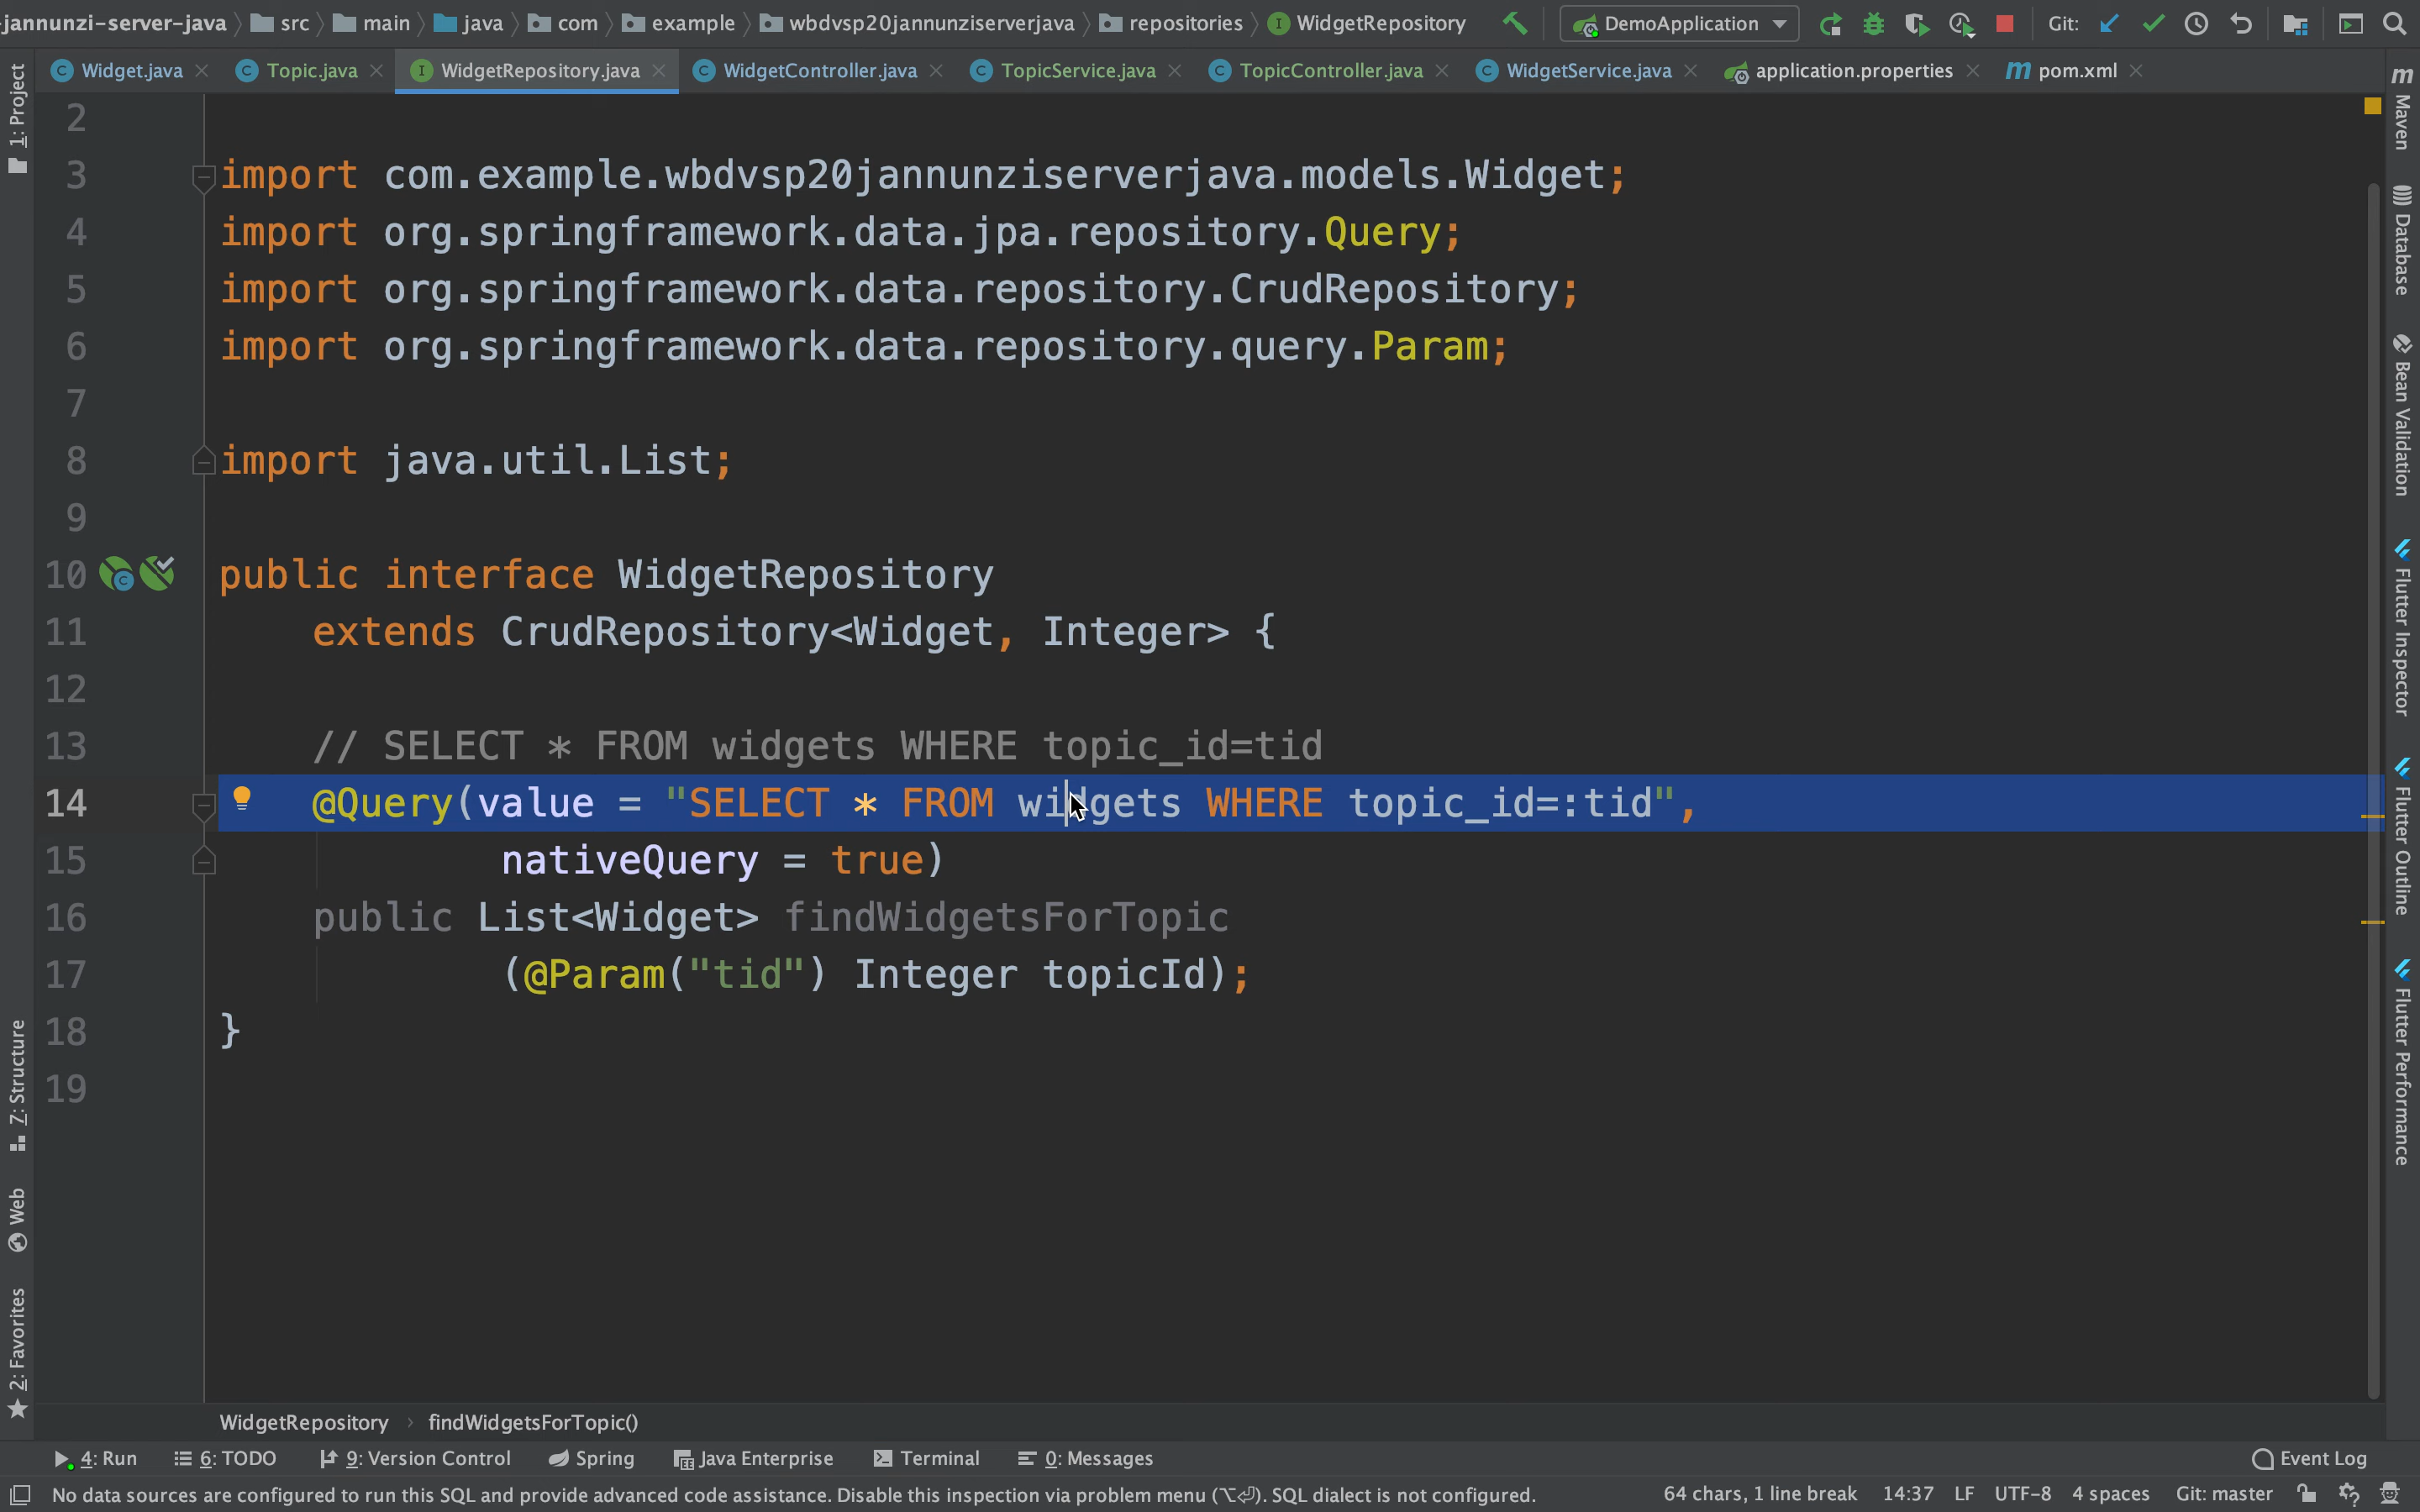 jannunzi-server-java src main java com example wbdvsp20jannunziserverjava repositories WidgetRepository DemoApplication Git:
Widget.java Topic.java WidgetRepository.java WidgetController.java TopicService.java TopicController.java WidgetService.java application.properties pom.xml
1: Project
7: Structure
Web
2: Favorites
2
3 import com.example.wbdvsp20jannunziserverjava.models.Widget;
4 import org.springframework.data.jpa.repository.Query;
5 import org.springframework.data.repository.CrudRepository;
6 import org.springframework.data.repository.query.Param;
7
8 import java.util.List;
9
10 public interface WidgetRepository
11 extends CrudRepository<Widget, Integer> {
12
13 // SELECT * FROM widgets WHERE topic_id=tid
14 @Query(value = "SELECT * FROM widgets WHERE topic_id=:tid",
15 nativeQuery = true)
16 public List<Widget> findWidgetsForTopic
17 (@Param("tid") Integer topicId);
18 }
19
Maven
Database
Bean Validation
Flutter Inspector
Flutter Outline
Flutter Performance
WidgetRepository › findWidgetsForTopic()
4: Run 6: TODO 9: Version Control Spring Java Enterprise Terminal 0: Messages Event Log
No data sources are configured to run this SQL and provide advanced code assistance. Disable this inspection via problem menu (⌥⏎). SQL dialect is not configured. 64 chars, 1 line break 14:37 LF UTF-8 4 spaces Git: master